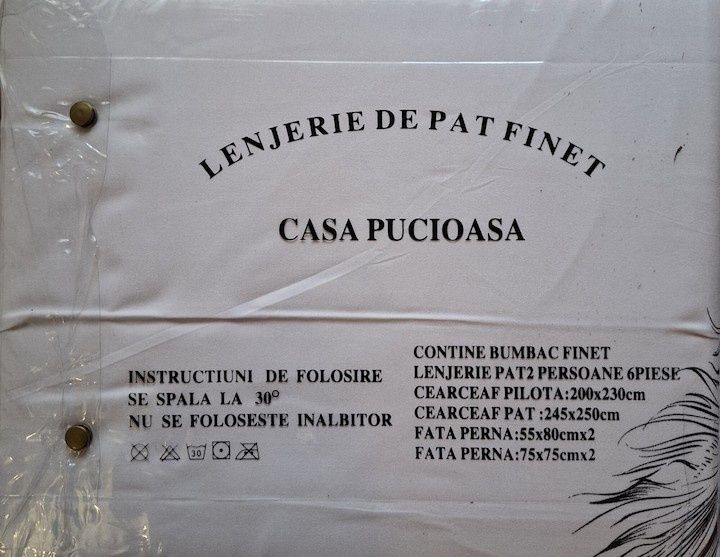 LENJERIE DE PAT FINET
CASA PUCIOASA
INSTRUCTIUNI DE FOLOSIRE
SE SPALA LA 30°
NU SE FOLOSESTE INALBITOR
30
CONTINE BUMBAC FINET
LENJERIE PAT2 PERSOANE 6PIESE
CEARCEAF PILOTA:200x230cm
CEARCEAF PAT :245x250cm
FATA PERNA:55x80cmx2
FATA PERNA:75x75cmx2